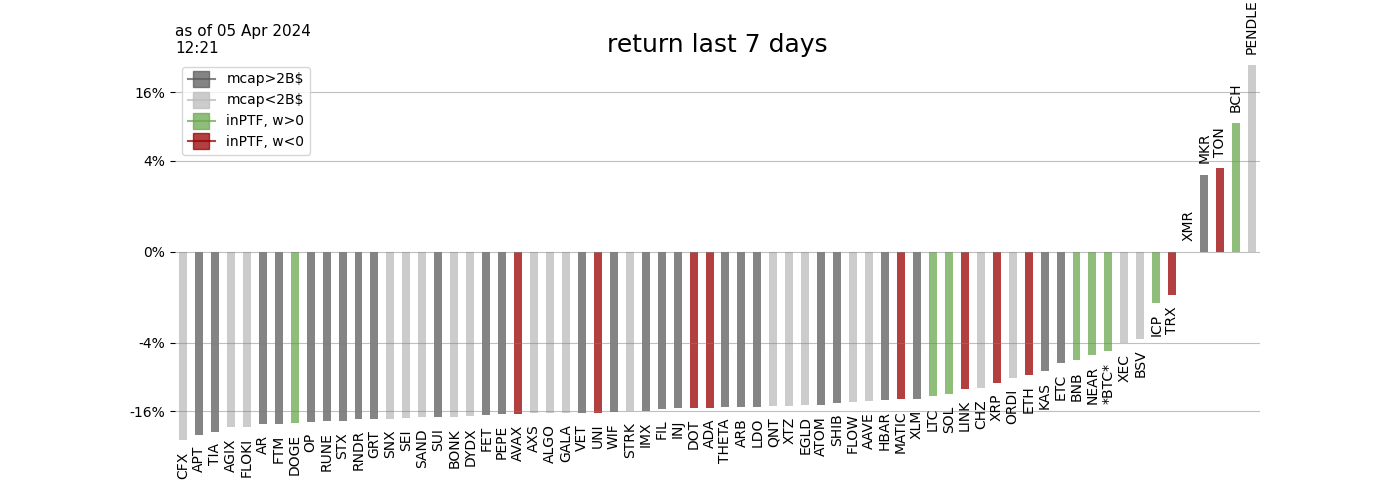 as of 05 Apr 2024
12:21
return last 7 days
mcap>2B$
mcap<2B$
inPTF, w>0
inPTF, w<0
16%
4%
0%
-4%
-16%
CFX
APT
TIA
AGIX
FLOKI
AR
FTM
DOGE
OP
RUNE
STX
RNDR
GRT
SNX
SEI
SAND
SUI
BONK
DYDX
FET
PEPE
AVAX
AXS
ALGO
GALA
VET
UNI
WIF
STRK
IMX
FIL
INJ
DOT
ADA
THETA
ARB
LDO
QNT
XTZ
EGLD
ATOM
SHIB
FLOW
AAVE
HBAR
MATIC
XLM
LTC
SOL
LINK
CHZ
XRP
ORDI
ETH
KAS
ETC
BNB
NEAR
*BTC*
XEC
BSV
ICP
TRX
XMR
MKR
TON
BCH
PENDLE